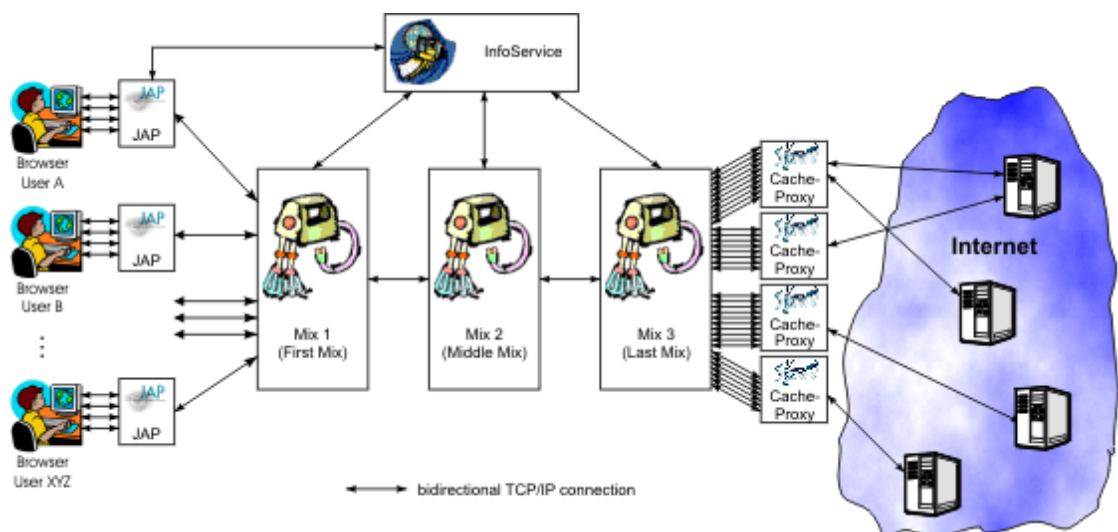 InfoService
JAP
JAP
Browser
User A
JAP
JAP
Browser
User B
JAP
JAP
Browser
User XYZ
Mix 1
(First Mix)
Mix 2
(Middle Mix)
Mix 3
(Last Mix)
Cache-
Proxy
Cache-
Proxy
Cache-
Proxy
Cache-
Proxy
Internet
bidirectional TCP/IP connection